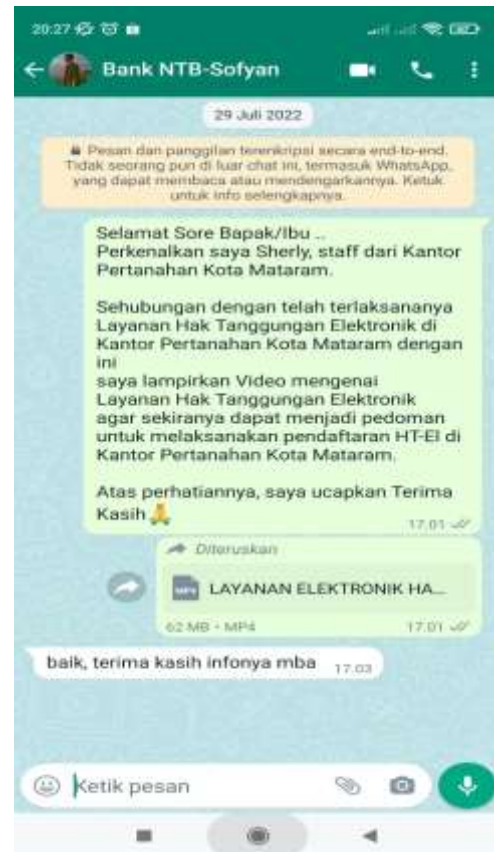 20:27
Bank NTB-Sofyan
29 Juli 2022
Pesan dan panggilan terenkripsi secara end-to-end.
Tidak seorang pun di luar chat ini, termasuk WhatsApp,
yang dapat membaca atau mendengarkannya. Ketuk
untuk info selengkapnya.
Selamat Sore Bapak/Ibu ..
Perkenalkan saya Sherly, staff dari Kantor
Pertanahan Kota Mataram.
Sehubungan dengan telah terlaksananya
Layanan Hak Tanggungan Elektronik di
Kantor Pertanahan Kota Mataram dengan
ini
saya lampirkan Video mengenai
Layanan Hak Tanggungan Elektronik
agar sekiranya dapat menjadi pedoman
untuk melaksanakan pendaftaran HT-El di
Kantor Pertanahan Kota Mataram.
Atas perhatiannya, saya ucapkan Terima
Kasih 🙏
17.01
Diteruskan
LAYANAN ELEKTRONIK HA...
62 MB • MP4
17.01
baik, terima kasih infonya mba
17.03
Ketik pesan